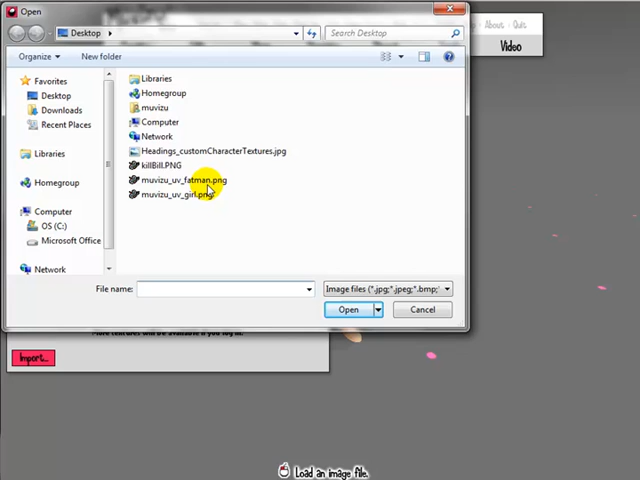 Open
About · Quit
Desktop
Search Desktop
Video
Organize
New folder
Favorites
Desktop
Downloads
Recent Places
Libraries
Homegroup
Computer
OS (C:)
Microsoft Office
Network
Libraries
Homegroup
muvizu
Computer
Network
Headings_customCharacterTextures.jpg
killBill.PNG
muvizu_uv_fatman.png
muvizu_uv_girl.png
File name:
Image files (*.jpg;*.jpeg;*.bmp;*
Open
Cancel
More features will be available if you log in.
Import...
Load an image file.